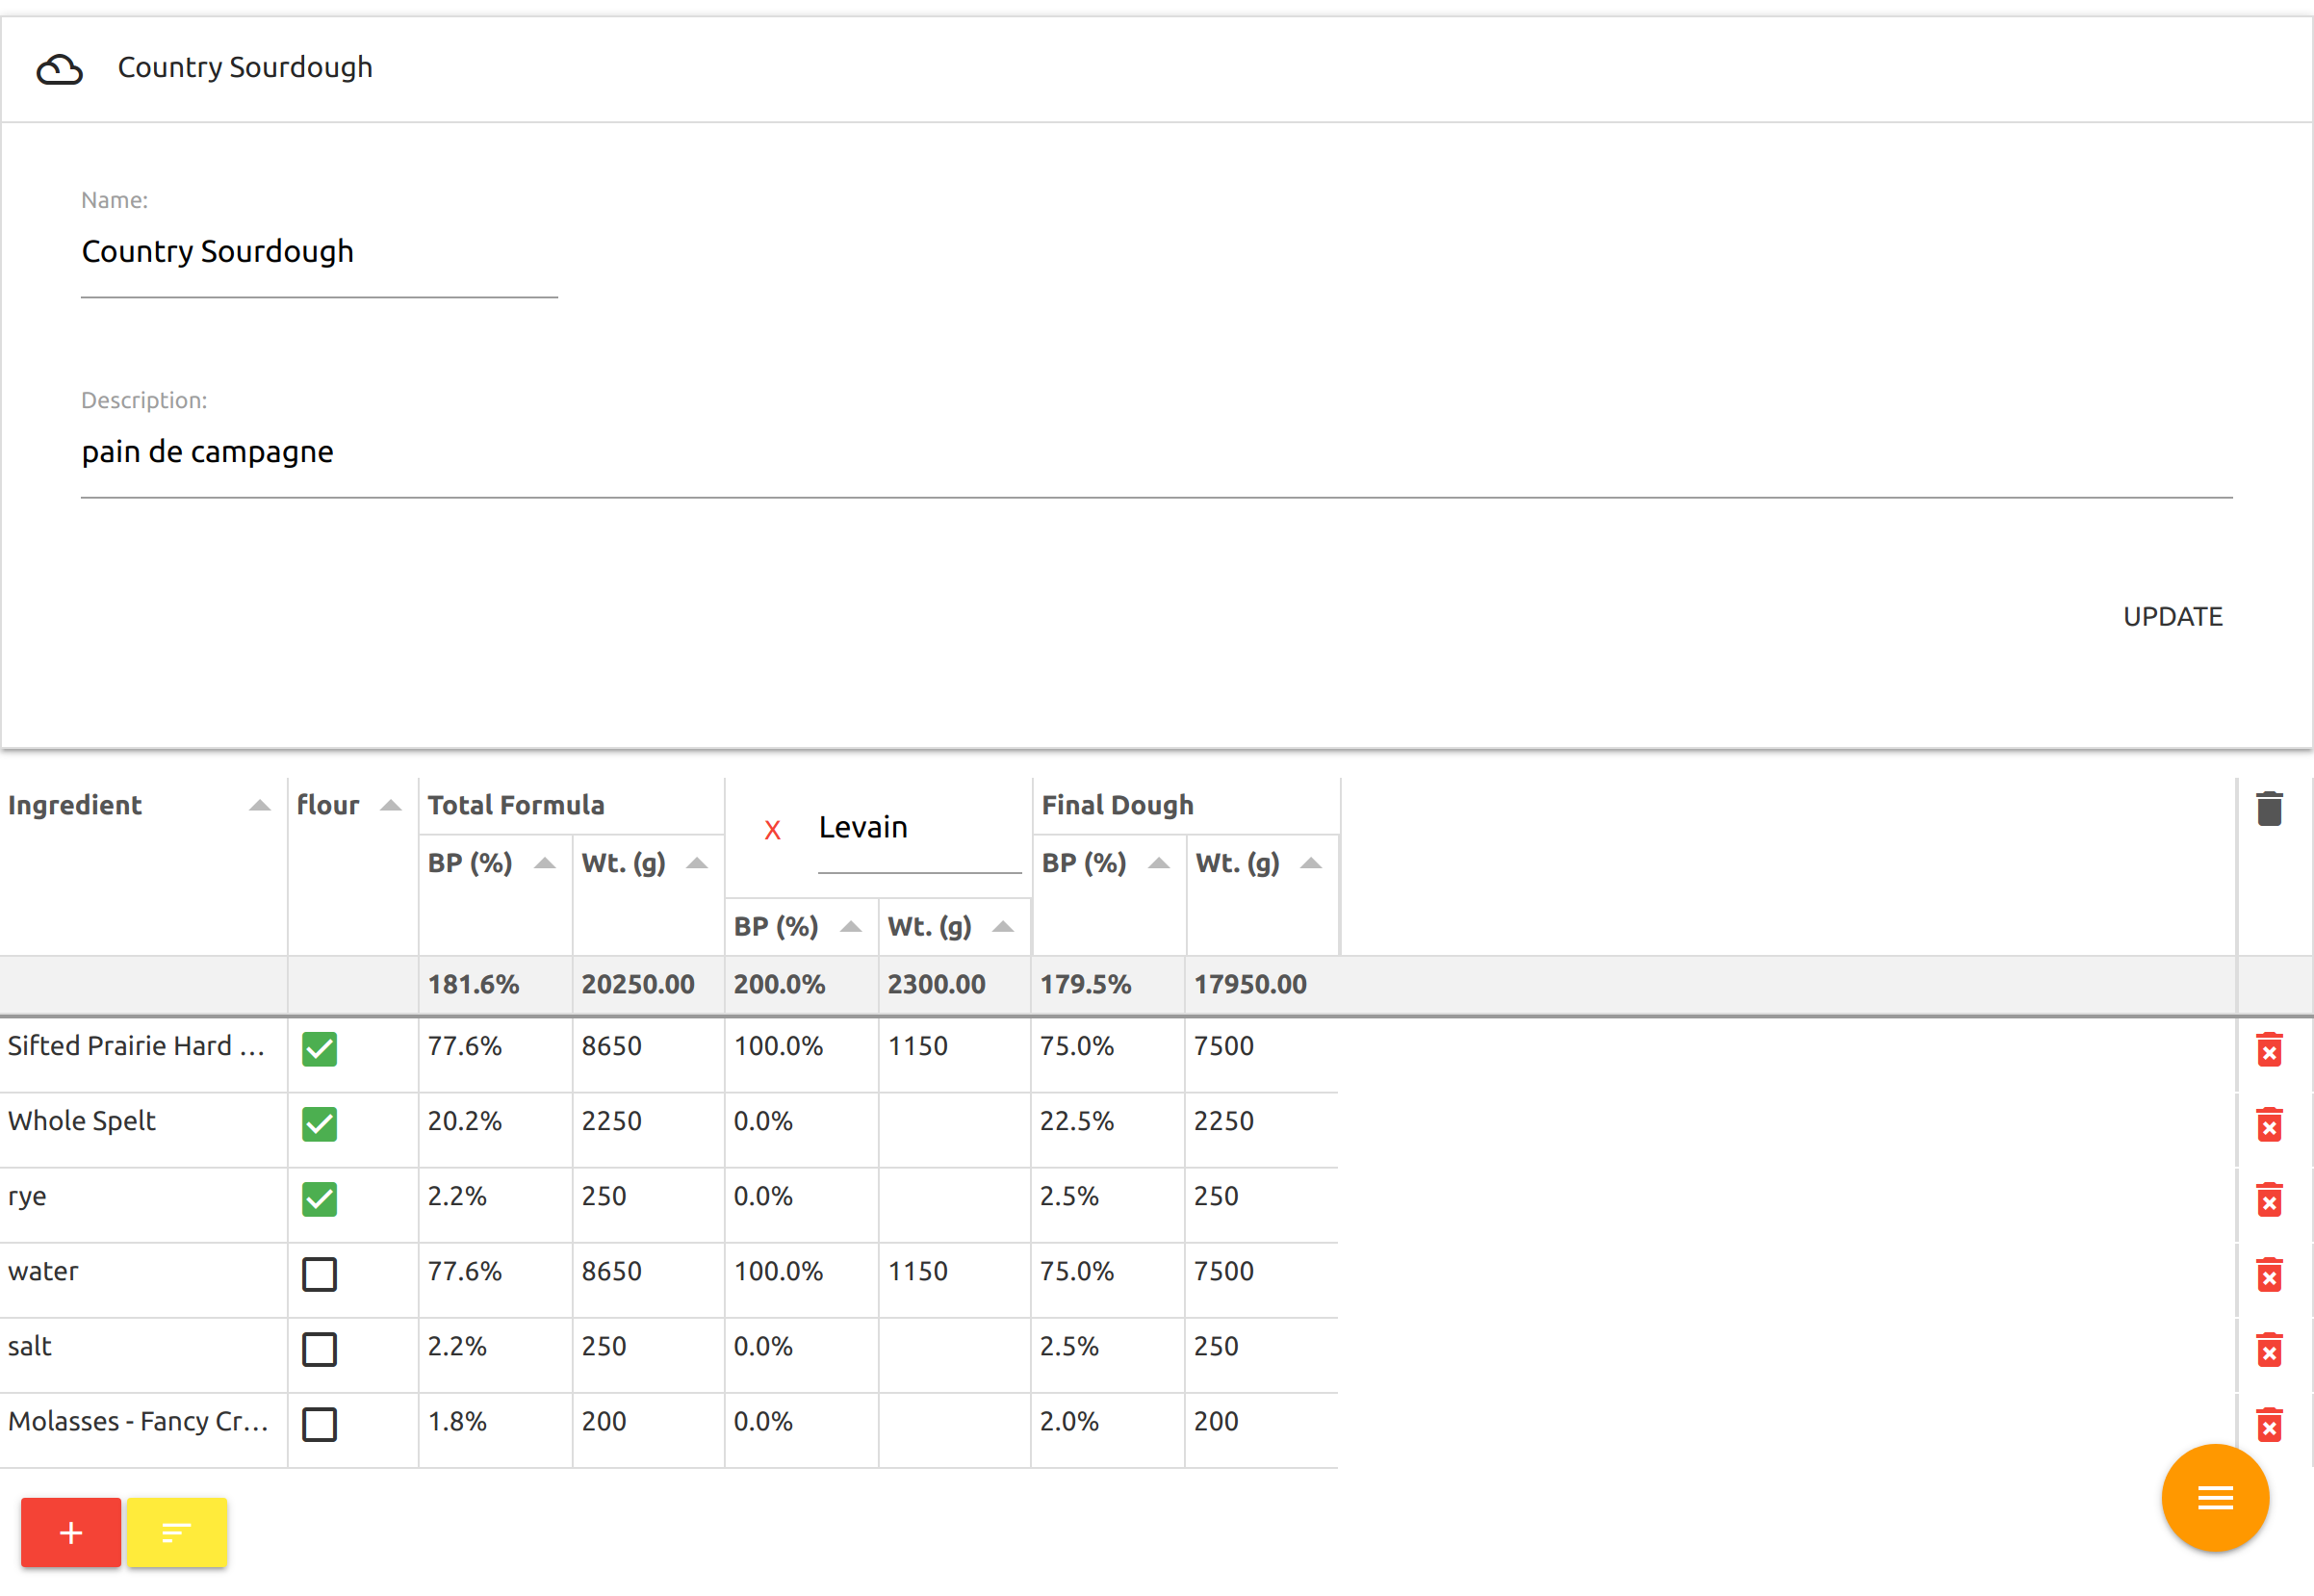 Country Sourdough
Name:
Country Sourdough
Description:
pain de campagne
UPDATE
Ingredient flour Total Formula X Levain Final Dough
BP (%) Wt. (g) BP (%) Wt. (g) BP (%) Wt. (g)
181.6% 20250.00 200.0% 2300.00 179.5% 17950.00
Sifted Prairie Hard ... 77.6% 8650 100.0% 1150 75.0% 7500
Whole Spelt 20.2% 2250 0.0% 22.5% 2250
rye 2.2% 250 0.0% 2.5% 250
water 77.6% 8650 100.0% 1150 75.0% 7500
salt 2.2% 250 0.0% 2.5% 250
Molasses - Fancy Cr... 1.8% 200 0.0% 2.0% 200